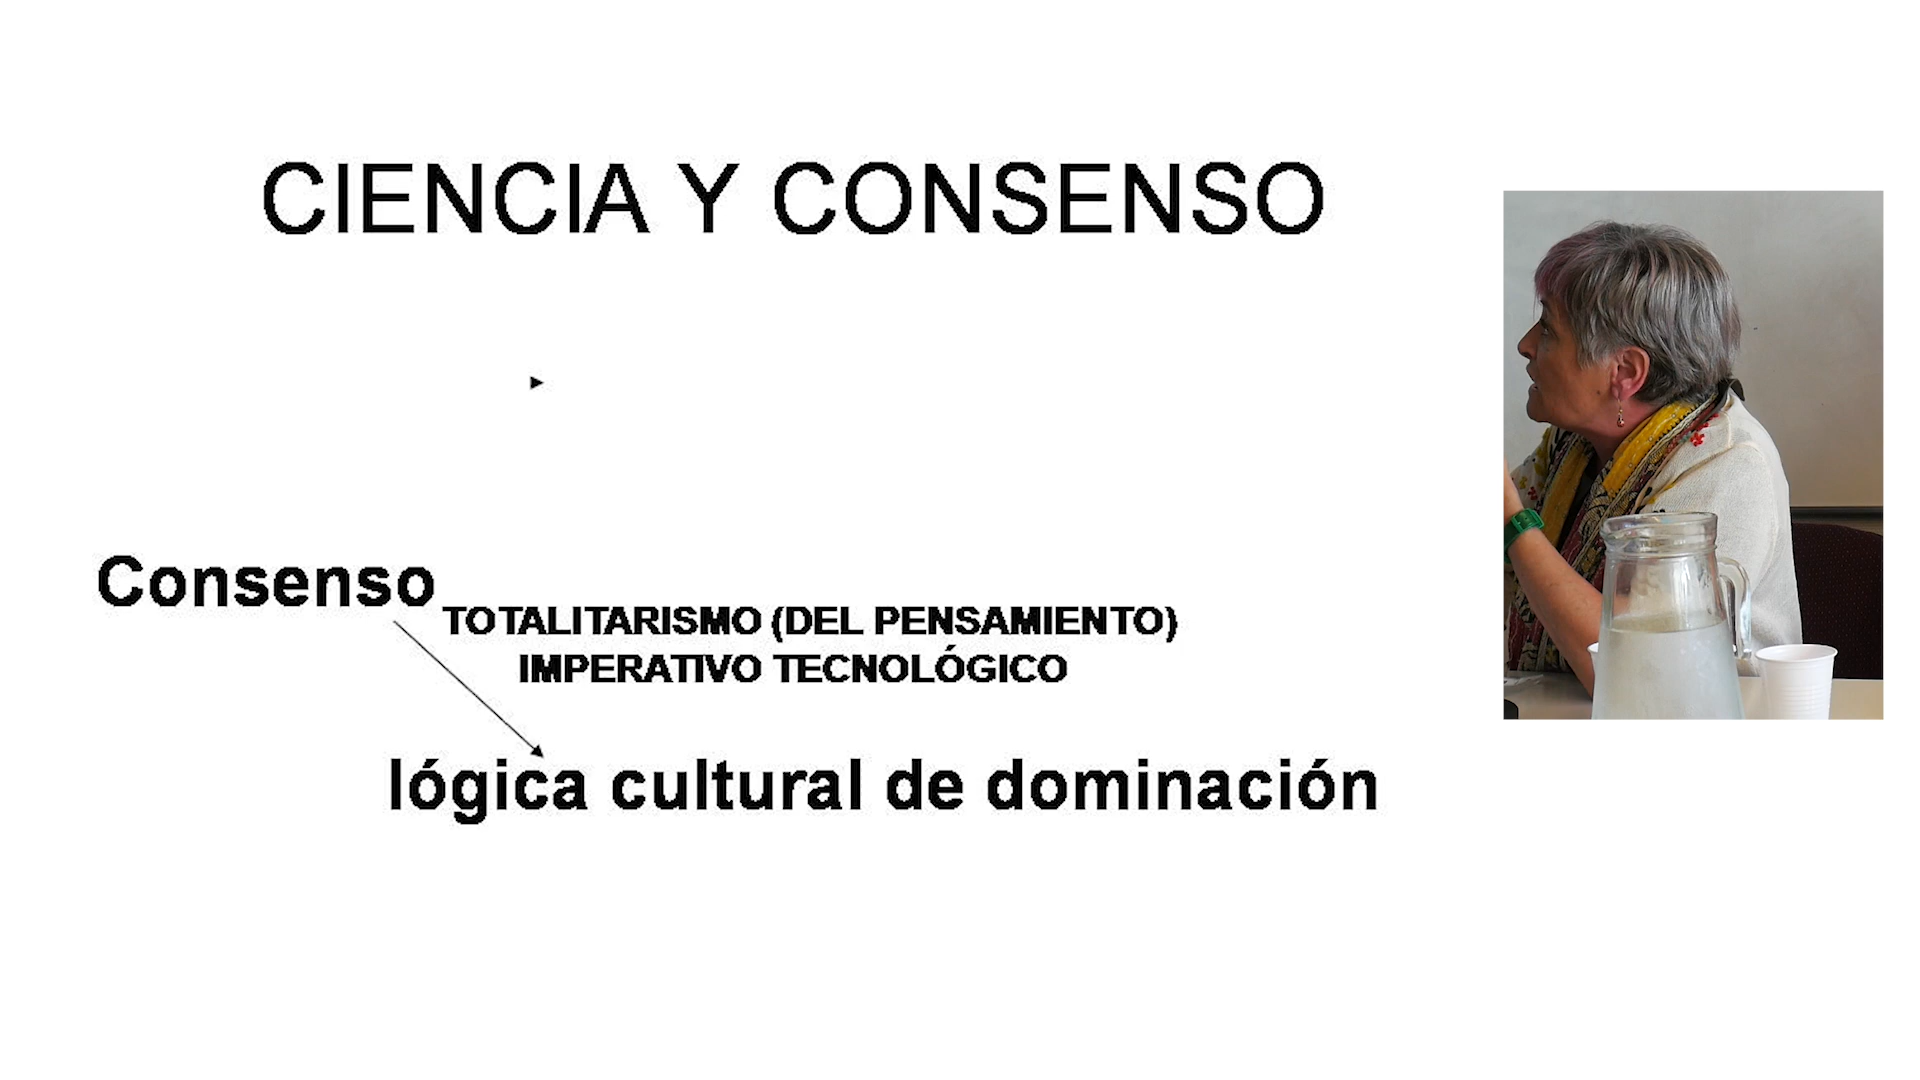 CIENCIA Y CONSENSO
Consenso
TOTALITARISMO (DEL PENSAMIENTO)
IMPERATIVO TECNOLÓGICO
lógica cultural de dominación